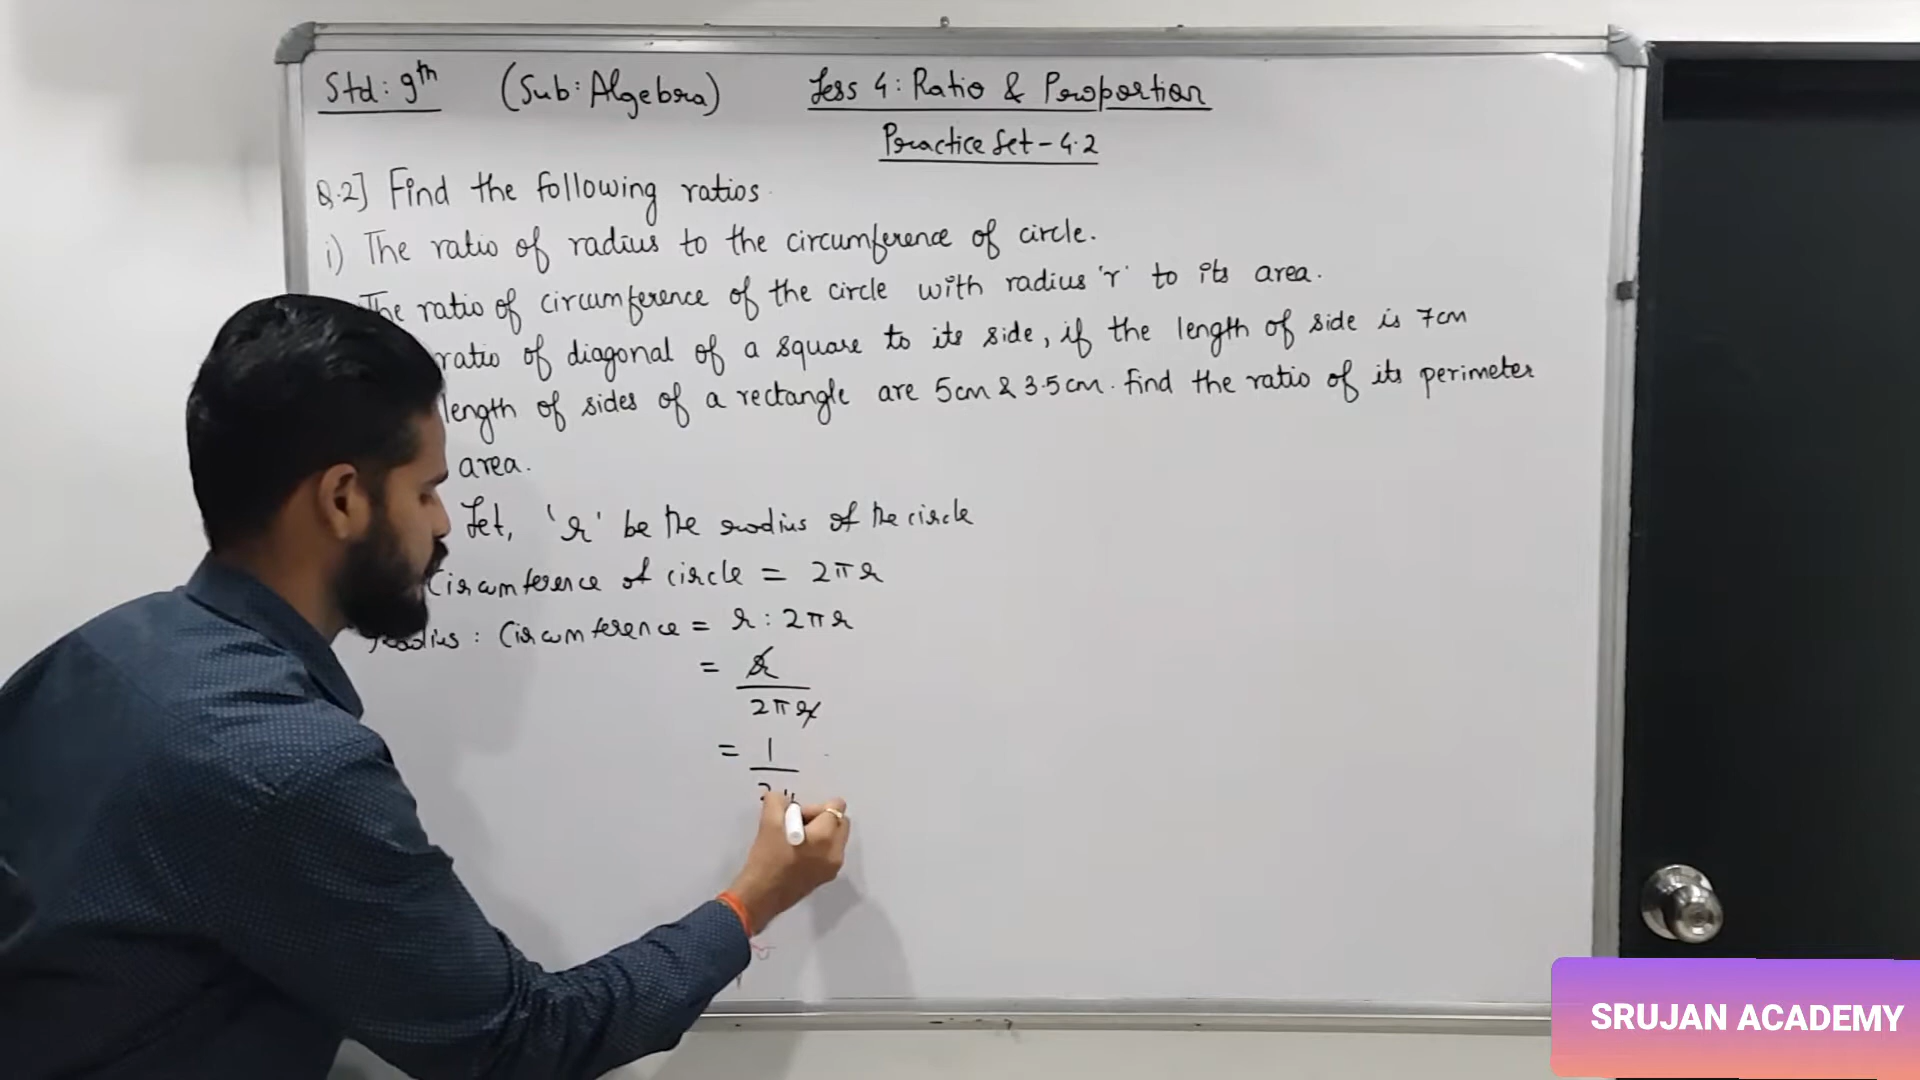 Std: 9th (Sub: Algebra) Less 4: Ratio & Proportion
Practice Set - 4.2
Q.2] Find the following ratios.
i) The ratio of radius to the circumference of circle.
The ratio of circumference of the circle with radius 'r' to its area.
ratio of diagonal of a square to its side, if the length of side is 7cm
length of sides of a rectangle are 5cm & 3.5cm. Find the ratio of its perimeter
area.
Let, 'r' be the radius of the circle
Circumference of circle = 2πr
Radius : Circumference = r : 2πr
= r
2πr
= 1
2π
SRUJAN ACADEMY